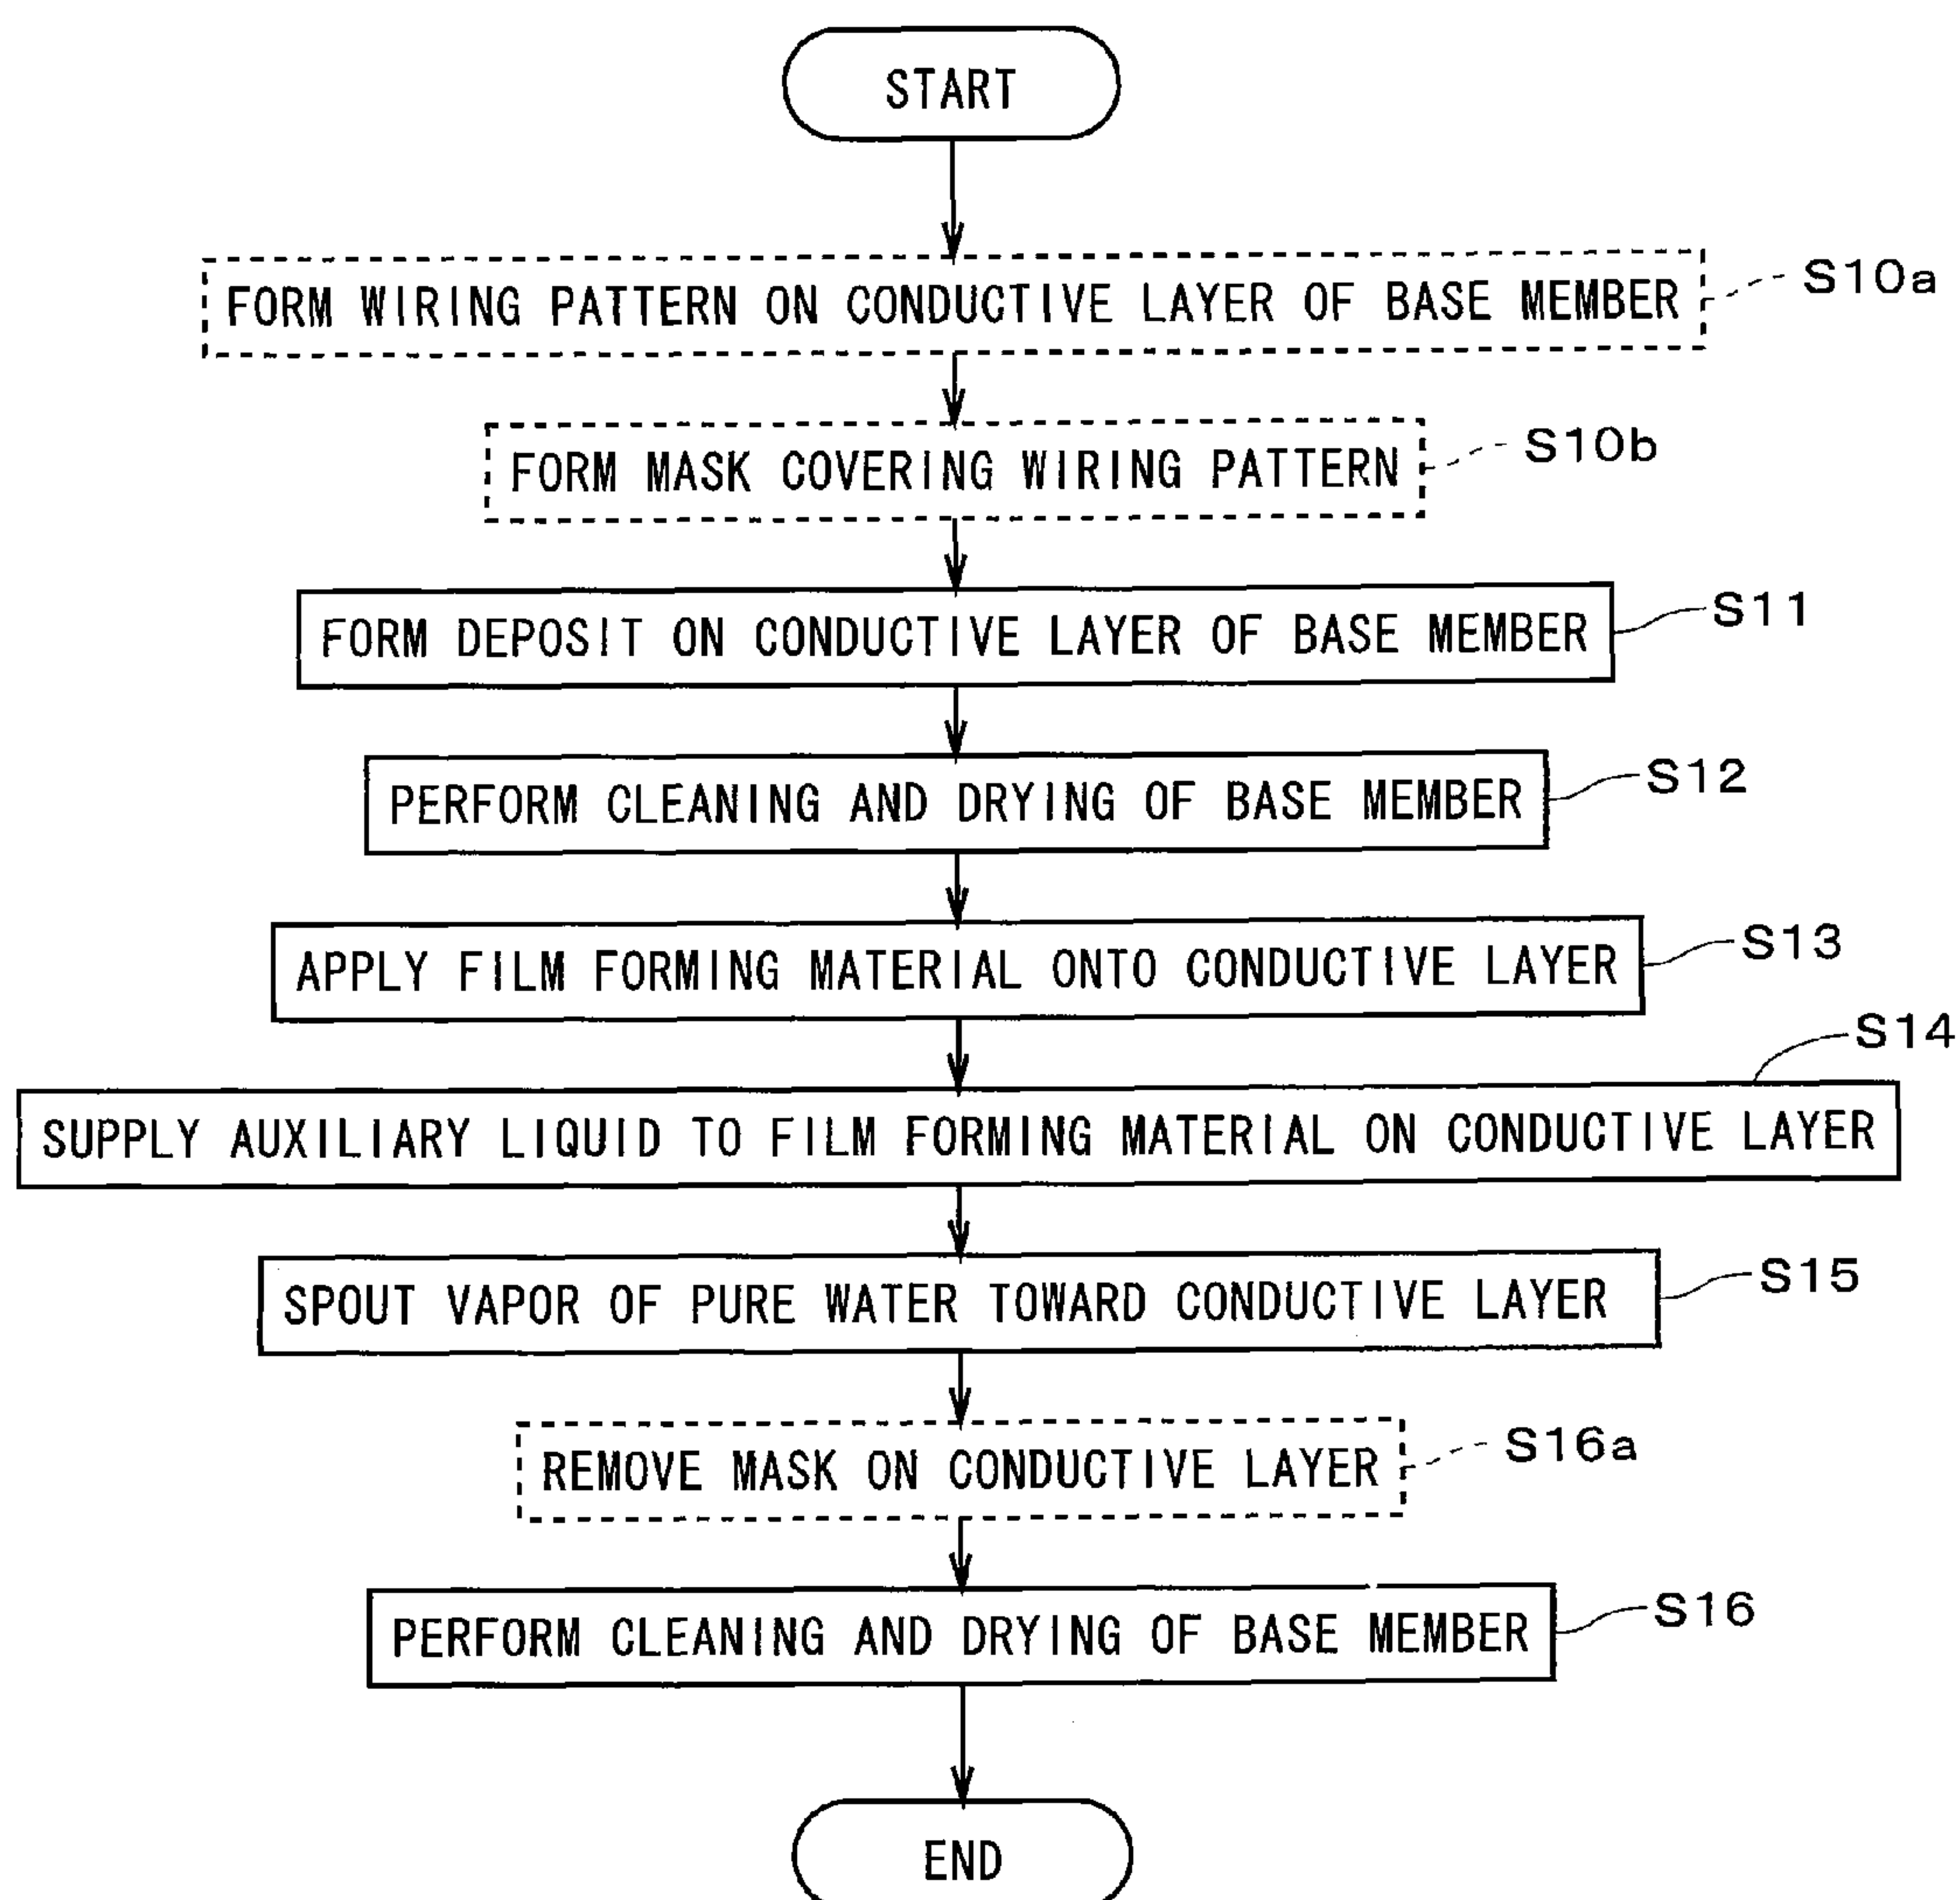 START
FORM WIRING PATTERN ON CONDUCTIVE LAYER OF BASE MEMBER
S10a
FORM MASK COVERING WIRING PATTERN
S10b
FORM DEPOSIT ON CONDUCTIVE LAYER OF BASE MEMBER
S11
PERFORM CLEANING AND DRYING OF BASE MEMBER
S12
APPLY FILM FORMING MATERIAL ONTO CONDUCTIVE LAYER
S13
S14
SUPPLY AUXILIARY LIQUID TO FILM FORMING MATERIAL ON CONDUCTIVE LAYER
SPOUT VAPOR OF PURE WATER TOWARD CONDUCTIVE LAYER
S15
REMOVE MASK ON CONDUCTIVE LAYER
S16a
PERFORM CLEANING AND DRYING OF BASE MEMBER
S16
END